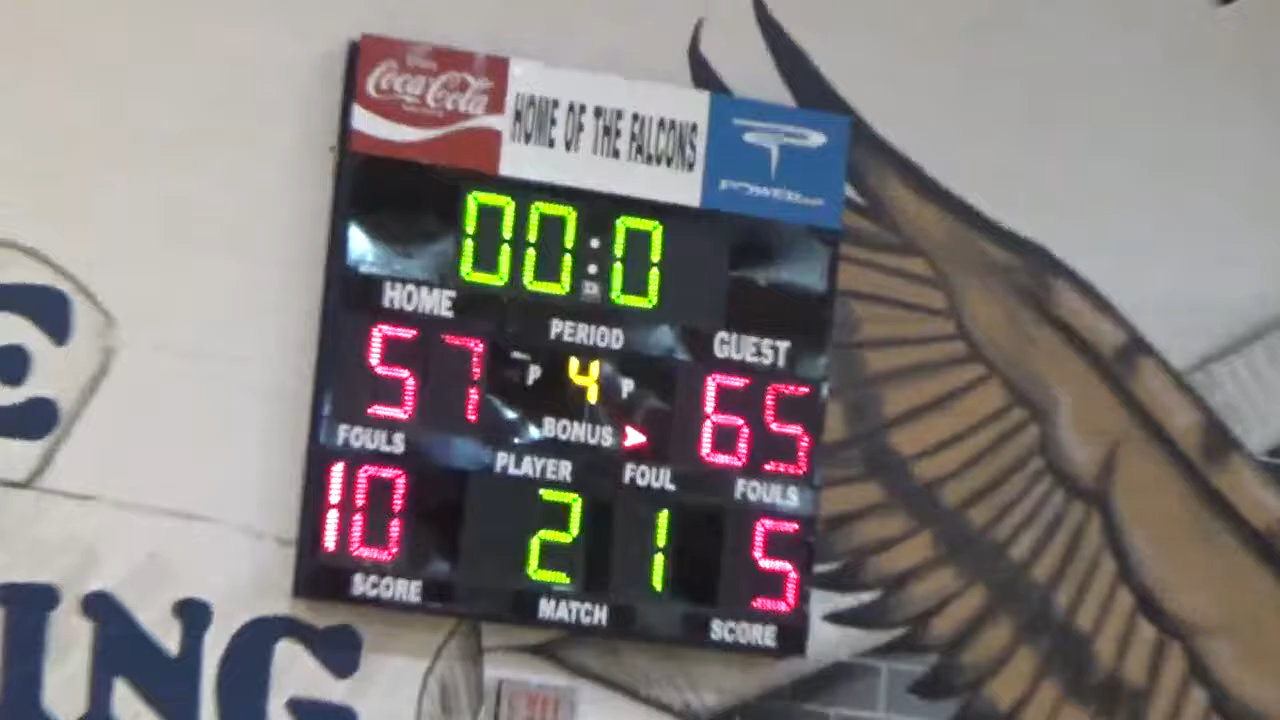 Coca-Cola
HOME OF THE FALCONS
POWERADE
00:0
HOME
PERIOD
GUEST
57
P
4
P
65
BONUS
FOULS
PLAYER
FOUL
FOULS
10
2
1
5
SCORE
MATCH
SCORE
E
ING